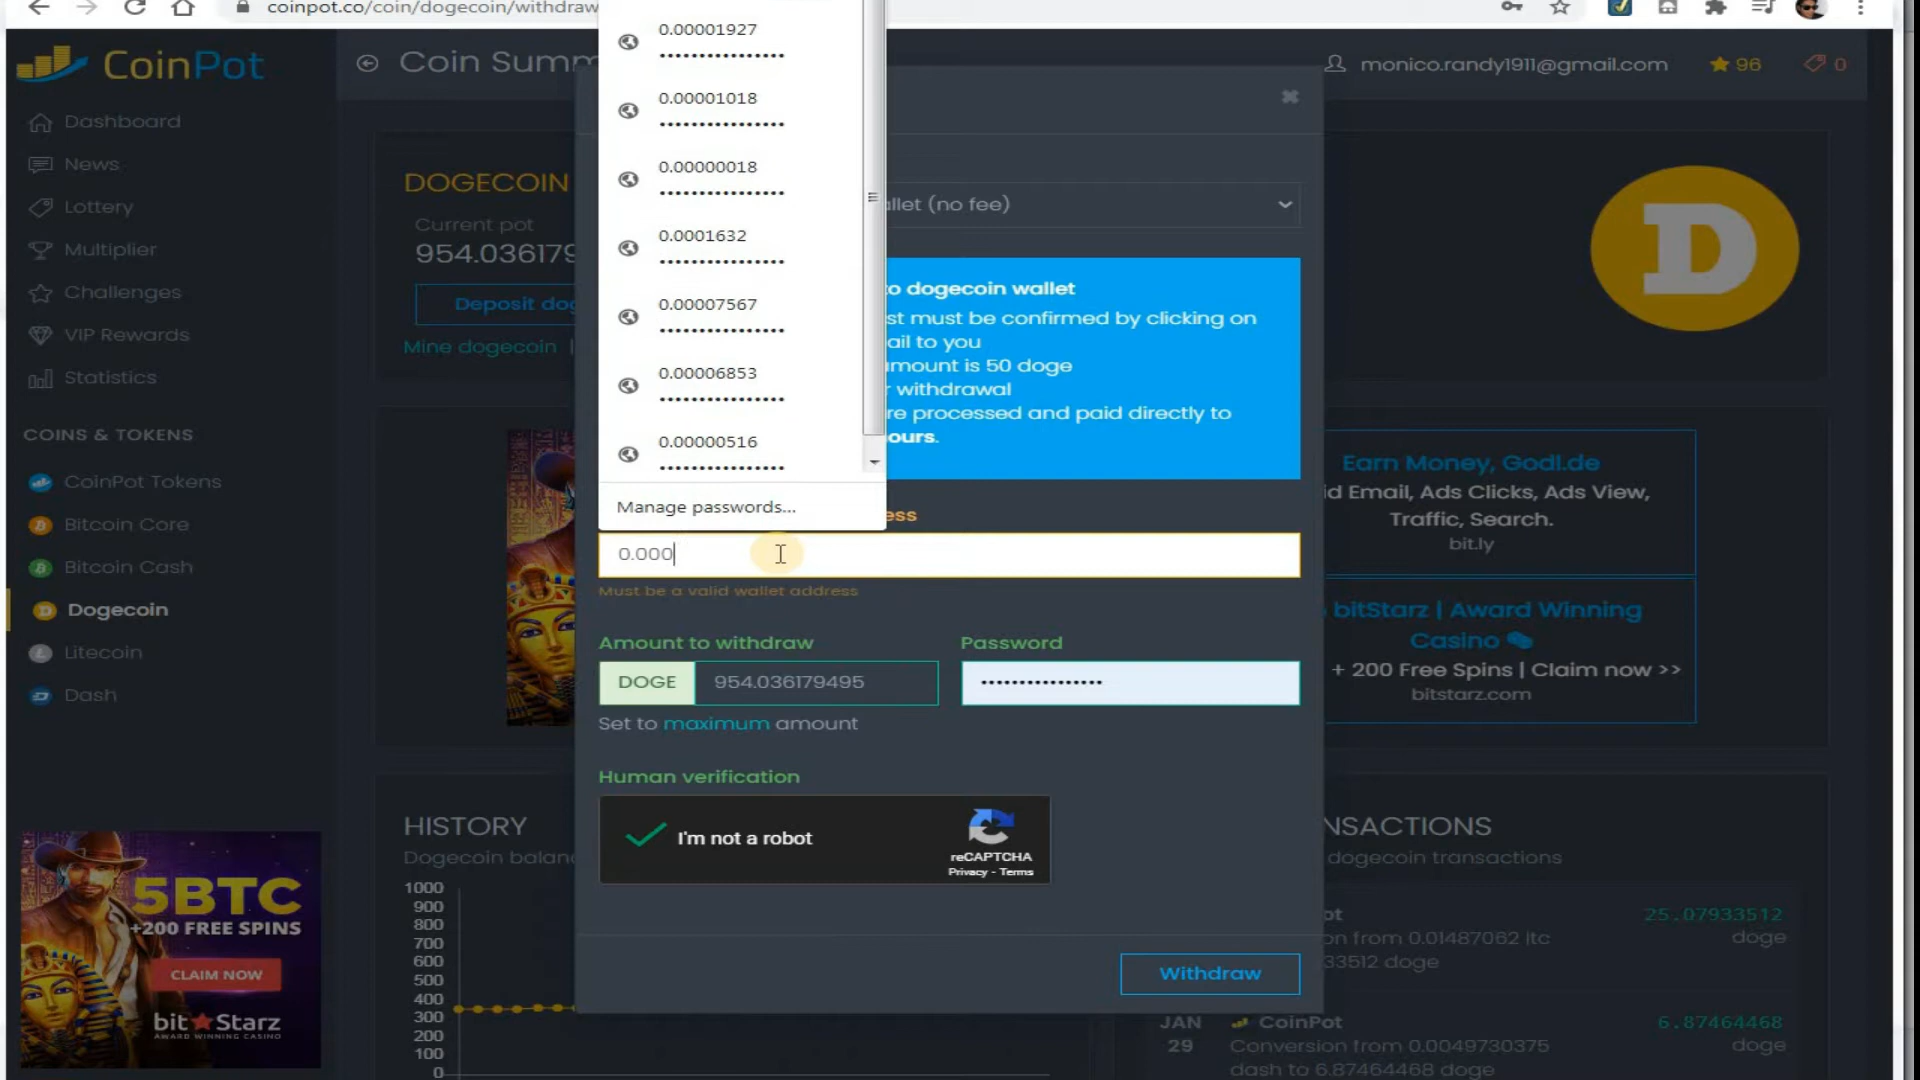 coinpot.co/coin/dogecoin/withdraw
CoinPot
Coin Summ
monico.randy1911@gmail.com
96
0
Dashboard
News
Lottery
Multiplier
Challenges
VIP Rewards
Statistics
COINS & TOKENS
CoinPot Tokens
Bitcoin Core
Bitcoin Cash
Dogecoin
Litecoin
Dash
5BTC
+200 FREE SPINS
CLAIM NOW
bitStarz
AWARD WINNING CASINO
DOGECOIN
Current pot
954.036179
Deposit dog
Mine dogecoin |
0.00001927
••••••••••••••••
0.00001018
••••••••••••••••
0.00000018
••••••••••••••••
0.0001632
••••••••••••••••
0.00007567
••••••••••••••••
0.00006853
••••••••••••••••
0.00000516
••••••••••••••••
Manage passwords...
llet (no fee)
o dogecoin wallet
st must be confirmed by clicking on
ail to you
mount is 50 doge
r withdrawal
re processed and paid directly to
ours.
ess
0.000
Must be a valid wallet address
Amount to withdraw
DOGE 954.036179495
Set to maximum amount
Password
••••••••••••••••
Human verification
I'm not a robot
reCAPTCHA
Privacy - Terms
Withdraw
D
Earn Money, Godl.de
id Email, Ads Clicks, Ads View,
Traffic, Search.
bit.ly
bitStarz | Award Winning
Casino
+ 200 Free Spins | Claim now >>
bitstarz.com
HISTORY
Dogecoin balan
1000
900
800
700
600
500
400
300
200
100
0
NSACTIONS
dogecoin transactions
ot
25.07933512
doge
on from 0.01487062 ltc
33512 doge
JAN
29
CoinPot
6.87464468
doge
Conversion from 0.0049730375
dash to 6.87464468 doge